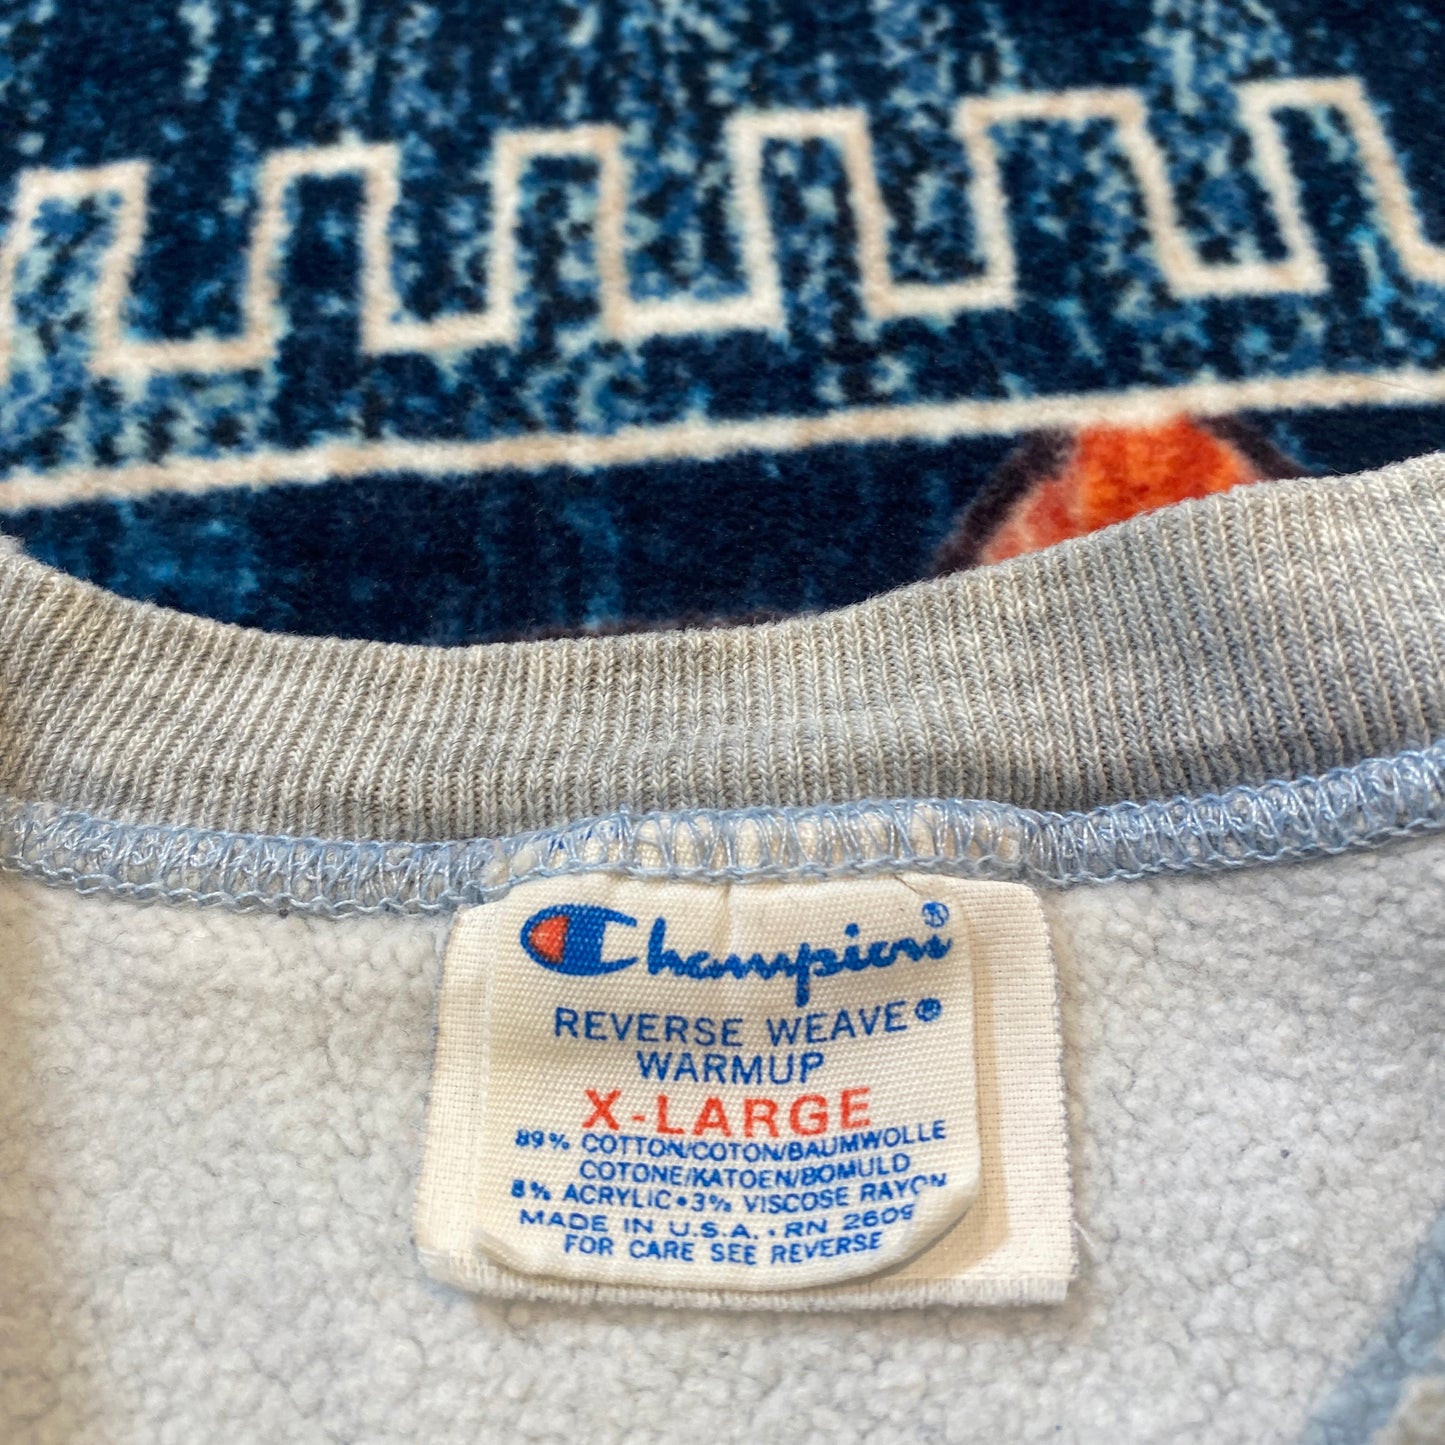 Champion®
REVERSE WEAVE®
WARMUP
X-LARGE
89% COTTON/COTON/BAUMWOLLE
COTONE/KATOEN/BOMULD
8% ACRYLIC • 3% VISCOSE RAYON
MADE IN U.S.A. • RN 2609
FOR CARE SEE REVERSE